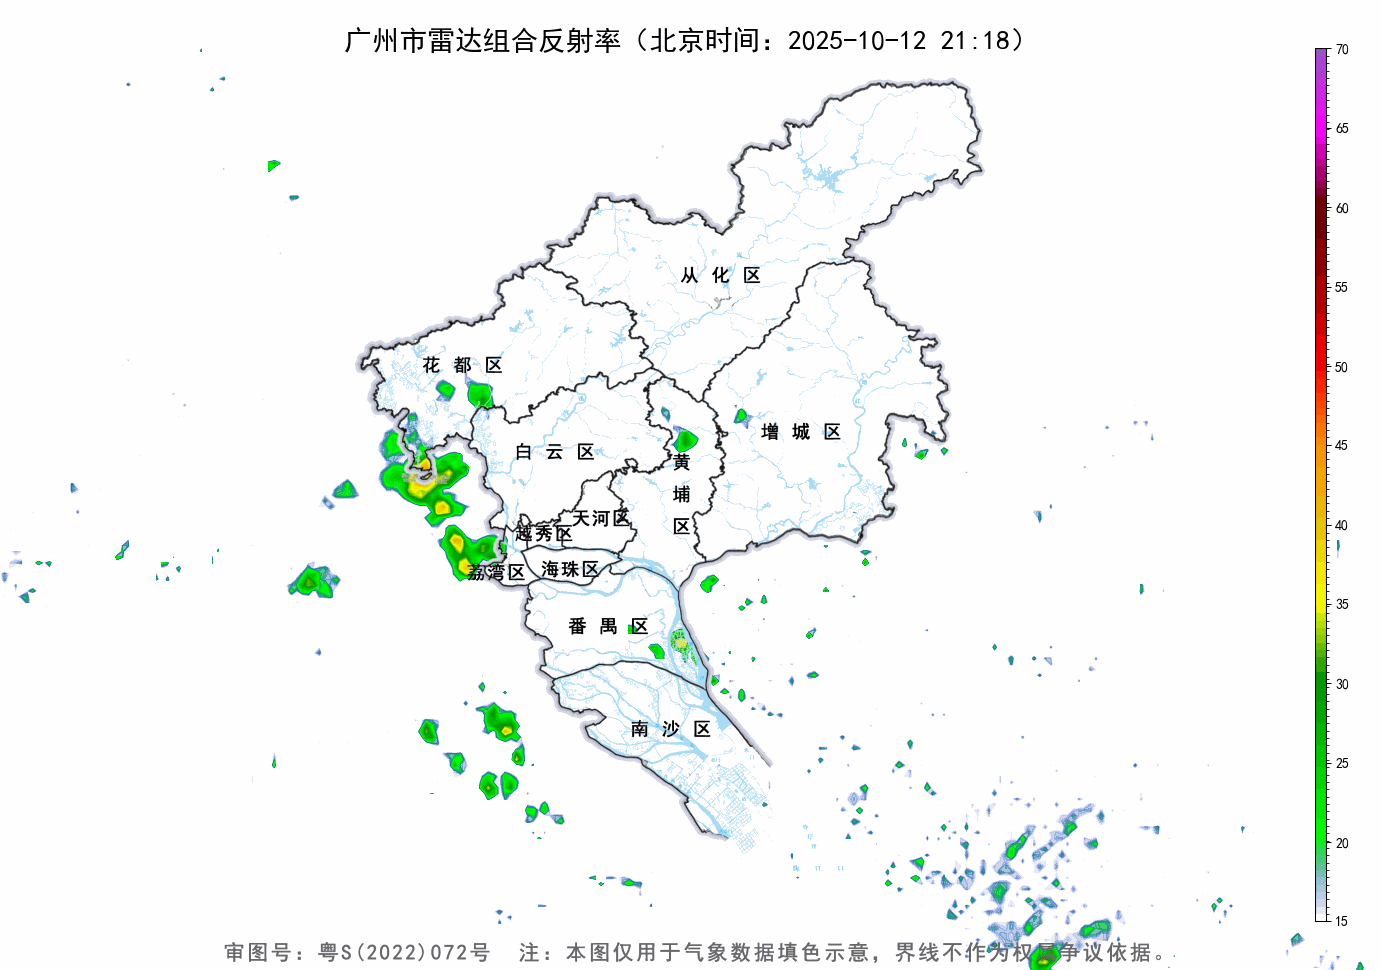 广州市雷达组合反射率（北京时间：2025-10-12 21:18）
70
65
60
55
50
45
40
35
30
25
20
15
从化区
花都区
增城区
白云区
黄埔区
天河区
越秀区
海珠区
荔湾区
番禺区
南沙区
审图号：粤S(2022)072号 注：本图仅用于气象数据填色示意，界线不作为权属争议依据。